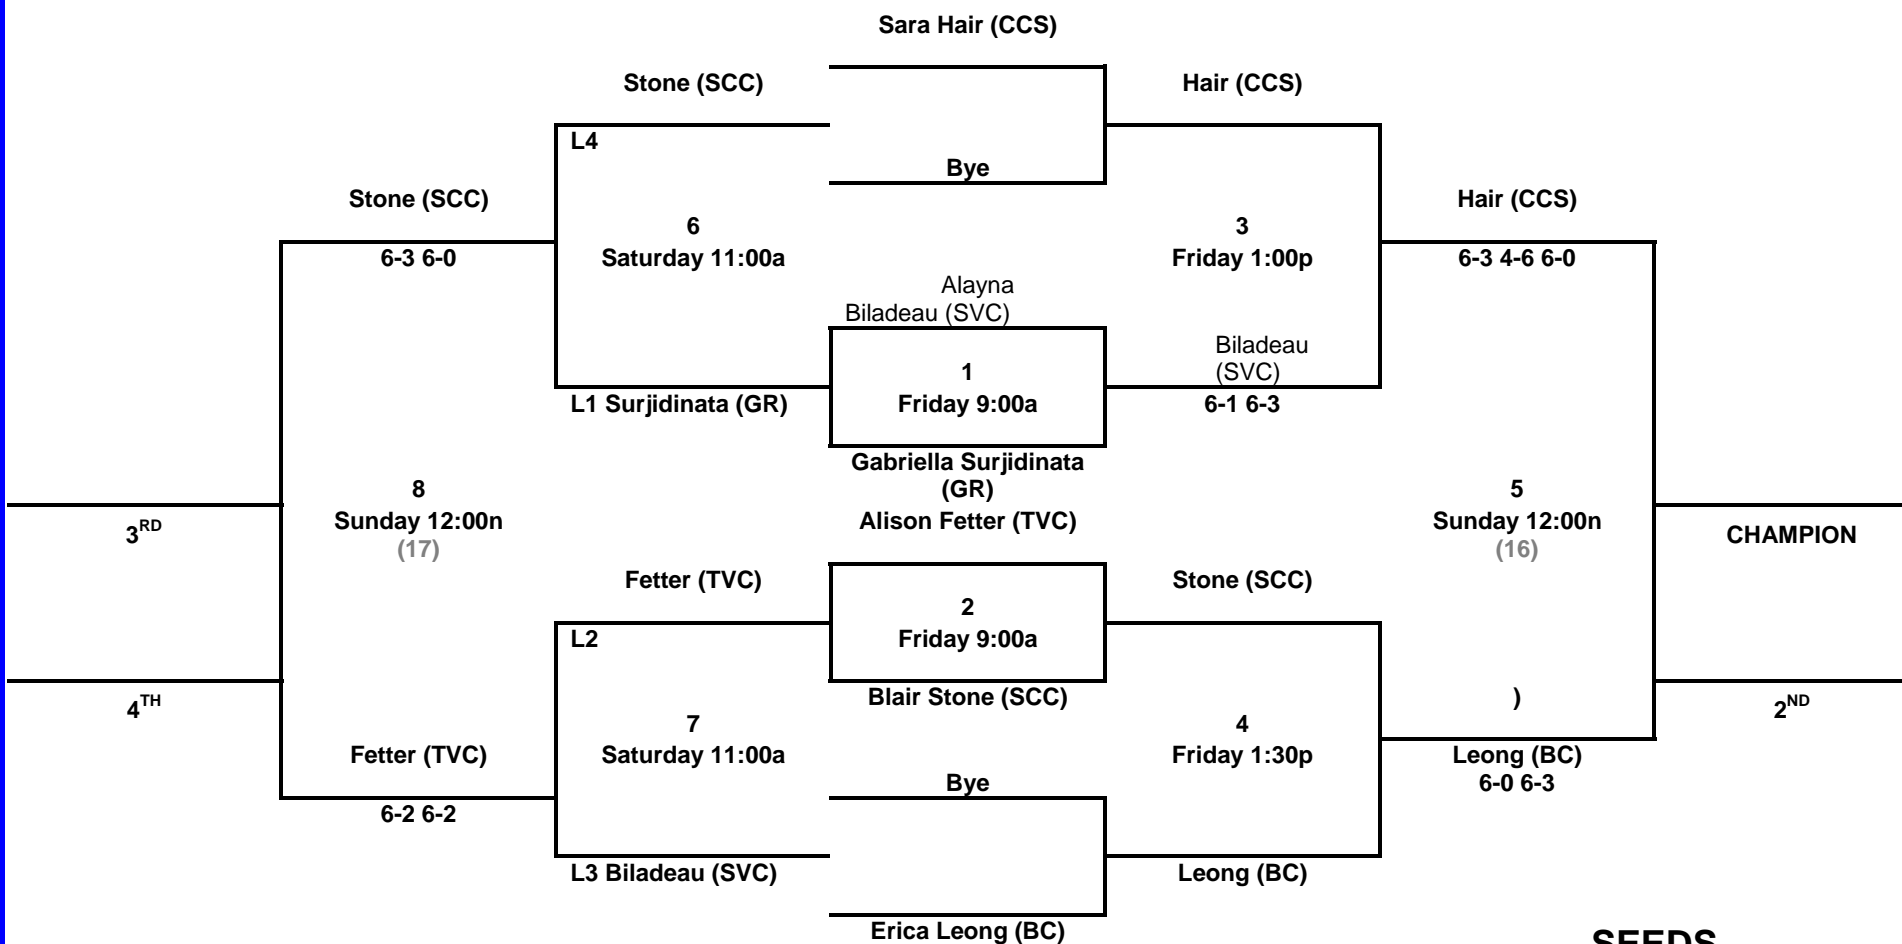 Sara Hair (CCS)
Stone (SCC)
Hair (CCS)
L4
Bye
Stone (SCC)
Hair (CCS)
6
3
6-3 6-0
Saturday 11:00a
Friday 1:00p
6-3 4-6 6-0
Alayna
Biladeau (SVC)
Biladeau
(SVC)
1
L1 Surjidinata (GR)
Friday 9:00a
6-1 6-3
Gabriella Surjidinata
(GR)
8
5
Sunday 12:00n
Alison Fetter (TVC)
Sunday 12:00n
3RD
CHAMPION
(17)
(16)
Fetter (TVC)
Stone (SCC)
2
L2
Friday 9:00a
Blair Stone (SCC)
)
4TH
2ND
7
4
Fetter (TVC)
Saturday 11:00a
Friday 1:30p
Leong (BC)
Bye
6-0 6-3
6-2 6-2
L3 Biladeau (SVC)
Leong (BC)
Erica Leong (BC)
SEEDS